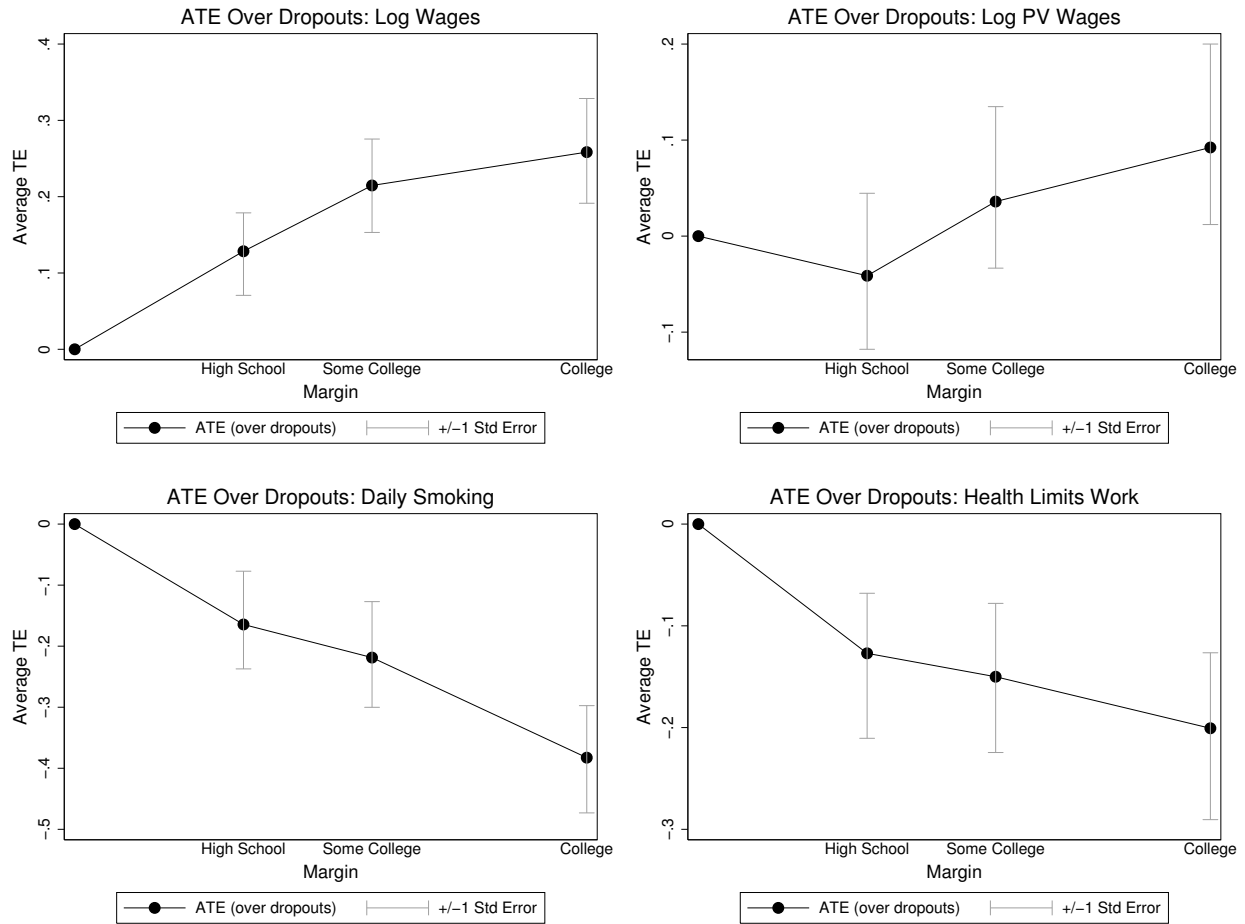 ATE Over Dropouts: Log Wages
Average TE
.4
.3
.2
.1
0
High School Some College College
Margin
ATE (over dropouts) +/−1 Std Error
ATE Over Dropouts: Log PV Wages
Average TE
0.2
0.1
0
−.1
High School Some College College
Margin
ATE (over dropouts) +/−1 Std Error
ATE Over Dropouts: Daily Smoking
Average TE
0
−.1
−.2
−.3
−.4
−.5
High School Some College College
Margin
ATE (over dropouts) +/−1 Std Error
ATE Over Dropouts: Health Limits Work
Average TE
0
−.1
−.2
−.3
High School Some College College
Margin
ATE (over dropouts) +/−1 Std Error